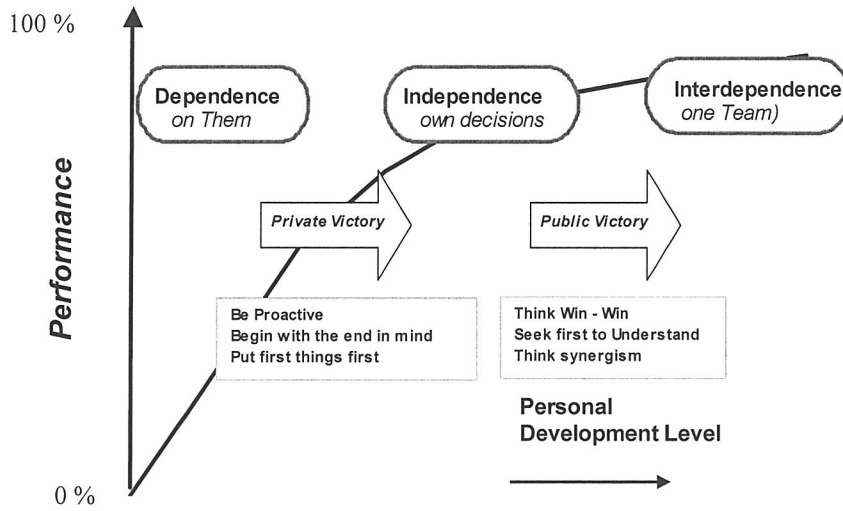 100 %
Dependence
on Them
Independence
own decisions
Interdependence
one Team)
Performance
Private Victory
Public Victory
Be Proactive
Begin with the end in mind
Put first things first
Think Win - Win
Seek first to Understand
Think synergism
Personal
Development Level
0 %